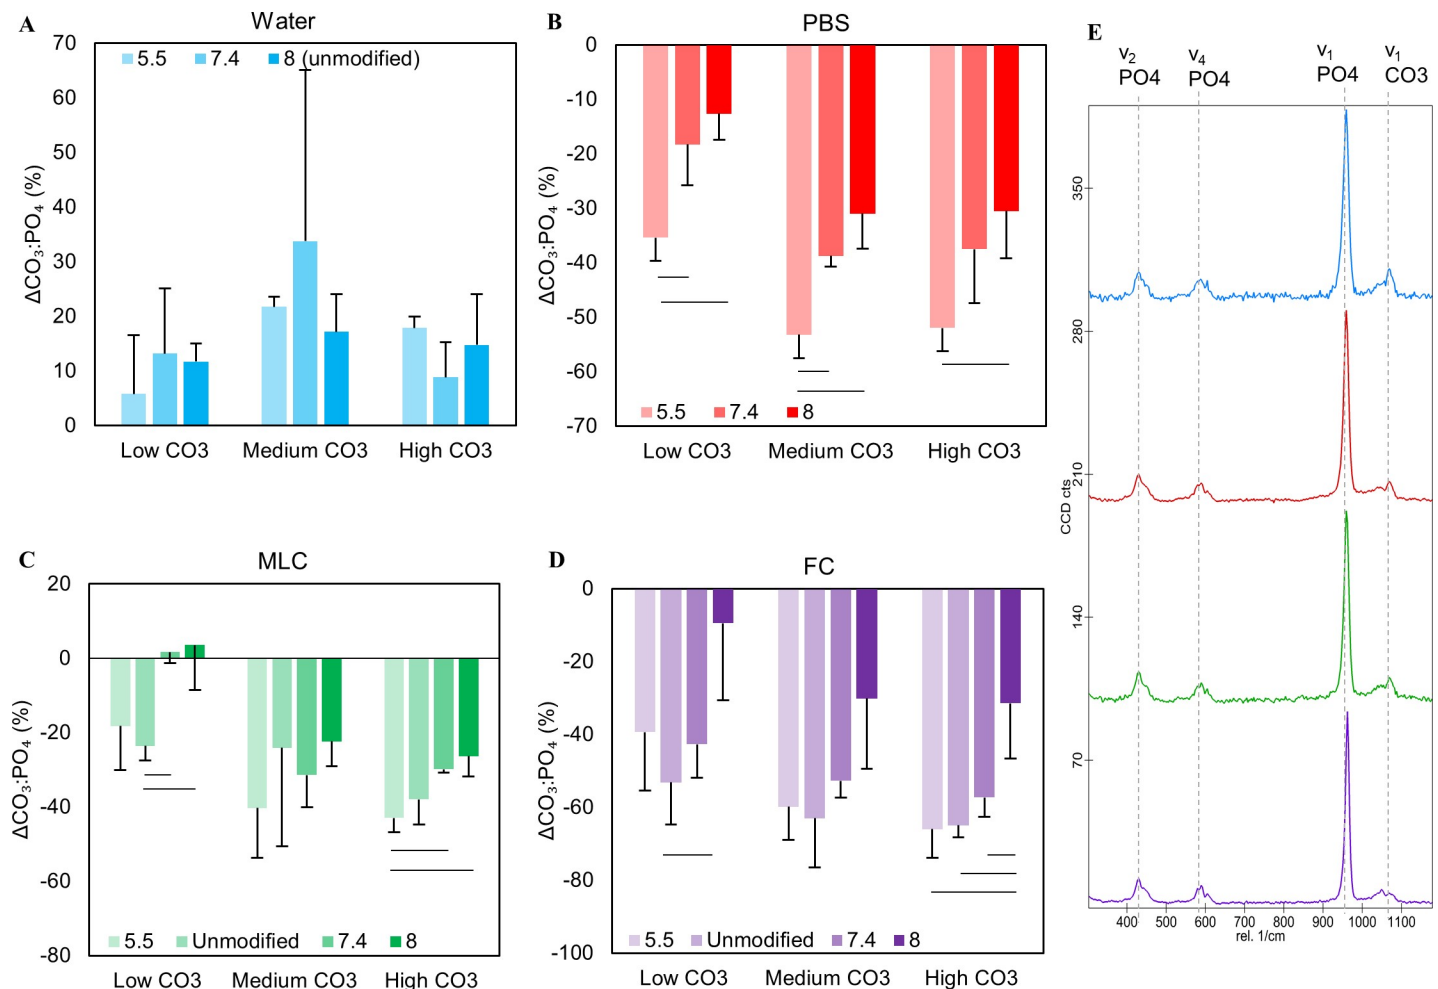 A
Water
70
60
50
40
30
20
10
0
ΔCO₃:PO₄ (%)
5.5
7.4
8 (unmodified)
Low CO3
Medium CO3
High CO3
B
PBS
0
-10
-20
-30
-40
-50
-60
-70
ΔCO₃:PO₄ (%)
5.5
7.4
8
Low CO3
Medium CO3
High CO3
C
MLC
20
0
-20
-40
-60
-80
ΔCO₃:PO₄ (%)
5.5
Unmodified
7.4
8
Low CO3
Medium CO3
High CO3
D
FC
0
-20
-40
-60
-80
-100
ΔCO₃:PO₄ (%)
5.5
Unmodified
7.4
8
Low CO3
Medium CO3
High CO3
E
v₂
PO4
v₄
PO4
v₁
PO4
v₁
CO3
350
280
210
140
70
CCD cts
400
500
600
700
800
900
1000
1100
rel. 1/cm